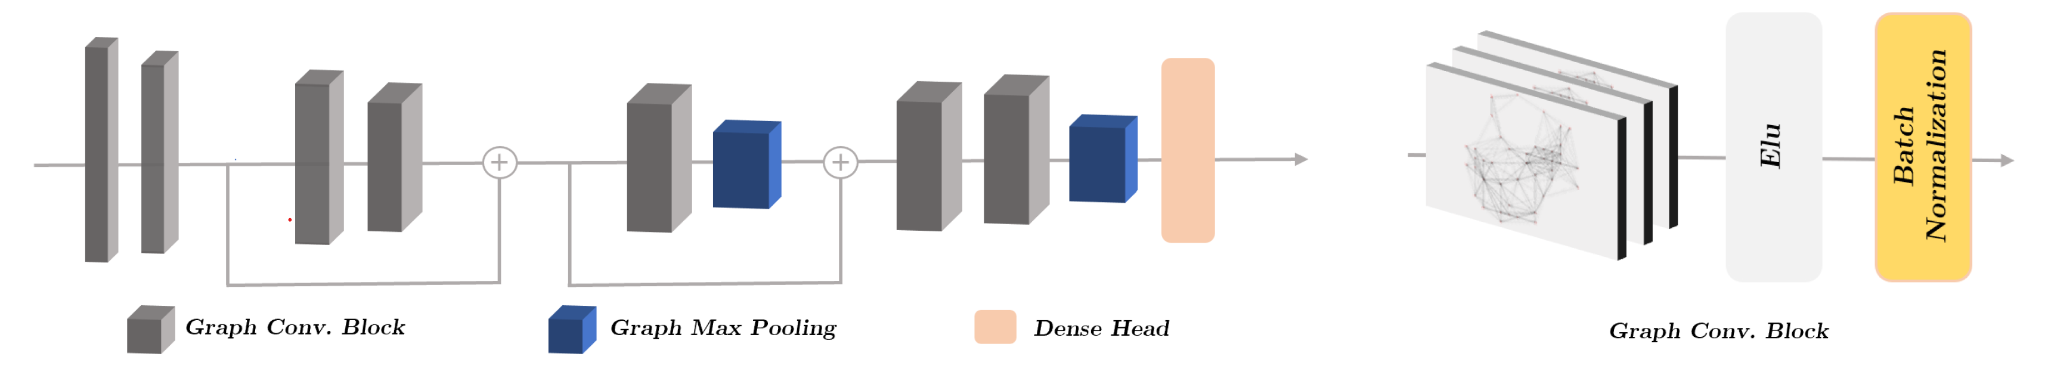 Graph Conv. Block
Graph Max Pooling
Dense Head
Elu
Batch
Normalization
Graph Conv. Block